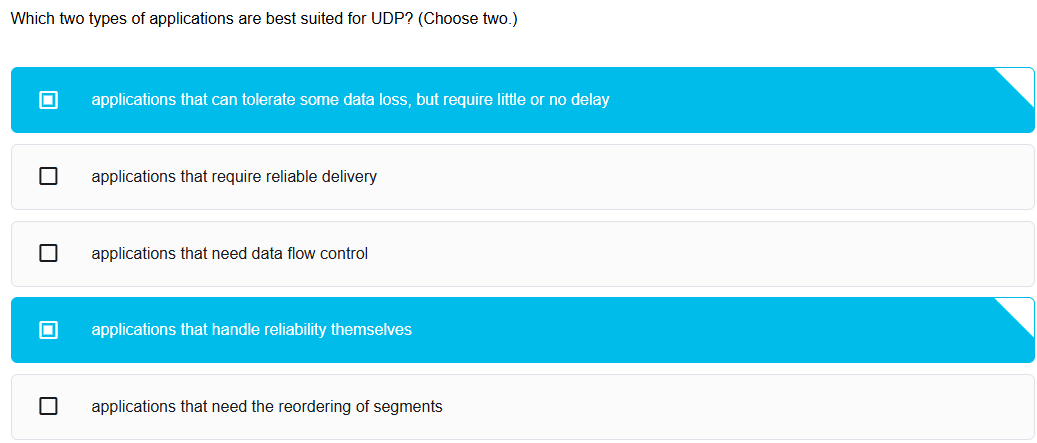 Which two types of applications are best suited for UDP? (Choose two.)
applications that can tolerate some data loss, but require little or no delay
applications that require reliable delivery
applications that need data flow control
applications that handle reliability themselves
applications that need the reordering of segments